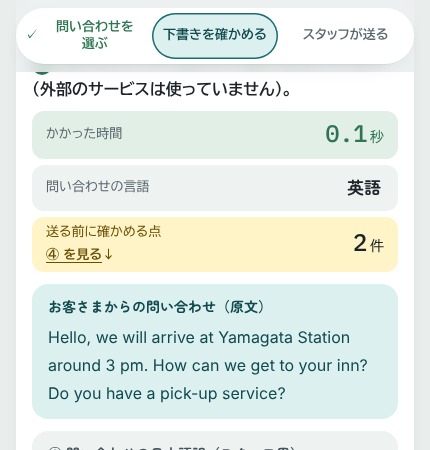 ✓ 問い合わせを
選ぶ
下書きを確かめる
スタッフが送る
（外部のサービスは使っていません）。
かかった時間
0.1秒
問い合わせの言語
英語
送る前に確かめる点
④ を見る↓
2件
お客さまからの問い合わせ（原文）
Hello, we will arrive at Yamagata Station
around 3 pm. How can we get to your inn?
Do you have a pick-up service?